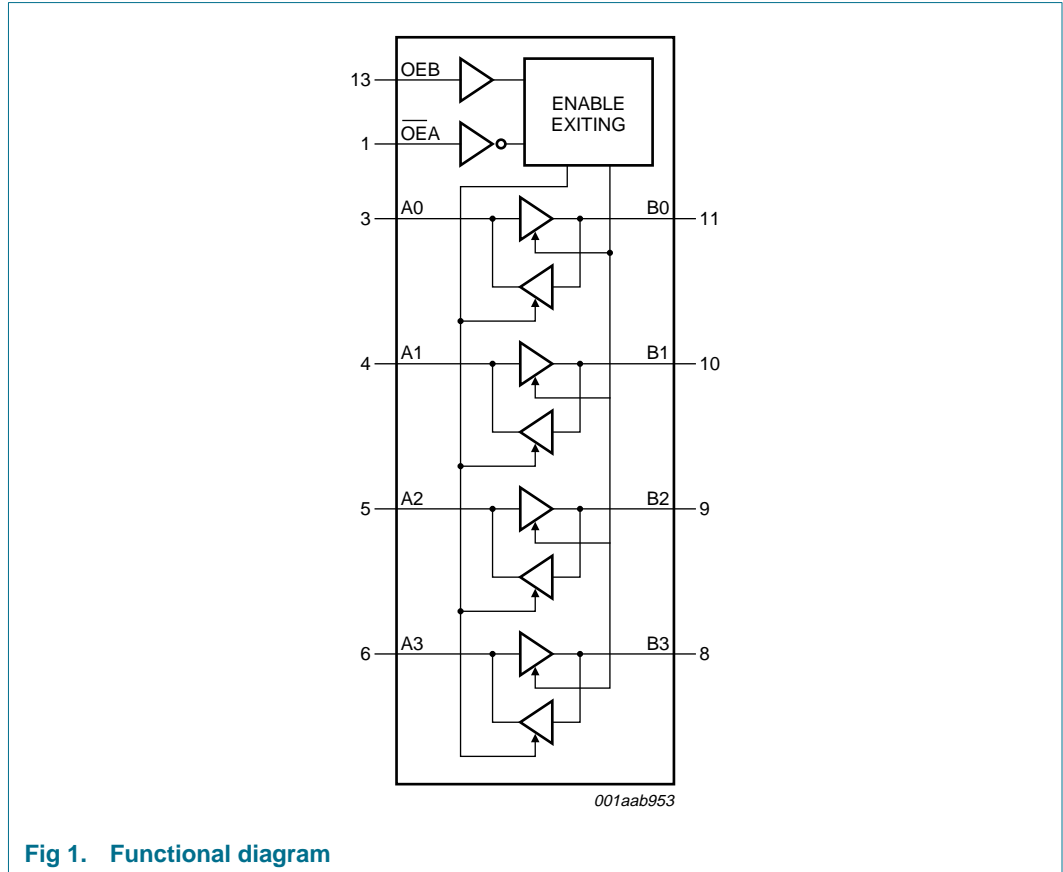 13 OEB
ENABLE
EXITING
1 OEA
3 A0 B0 11
4 A1 B1 10
5 A2 B2 9
6 A3 B3 8
001aab953
Fig 1. Functional diagram